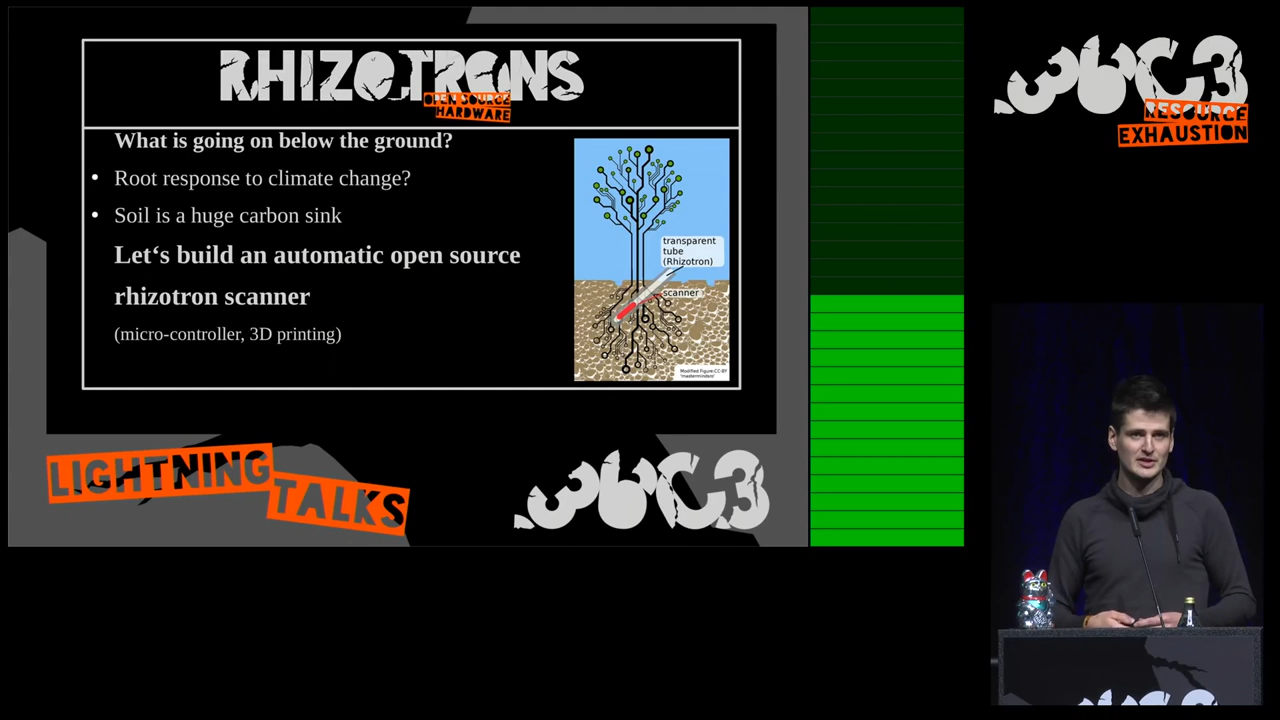 RHIZOTRONS
OPEN SOURCE
HARDWARE
What is going on below the ground?
• Root response to climate change?
• Soil is a huge carbon sink
Let‘s build an automatic open source
rhizotron scanner
(micro-controller, 3D printing)
transparent
tube
(Rhizotron)
scanner
Modified Figure:CC-BY
"masterminders"
LIGHTNING
TALKS
36C3
36C3
RESOURCE
EXHAUSTION
36C3